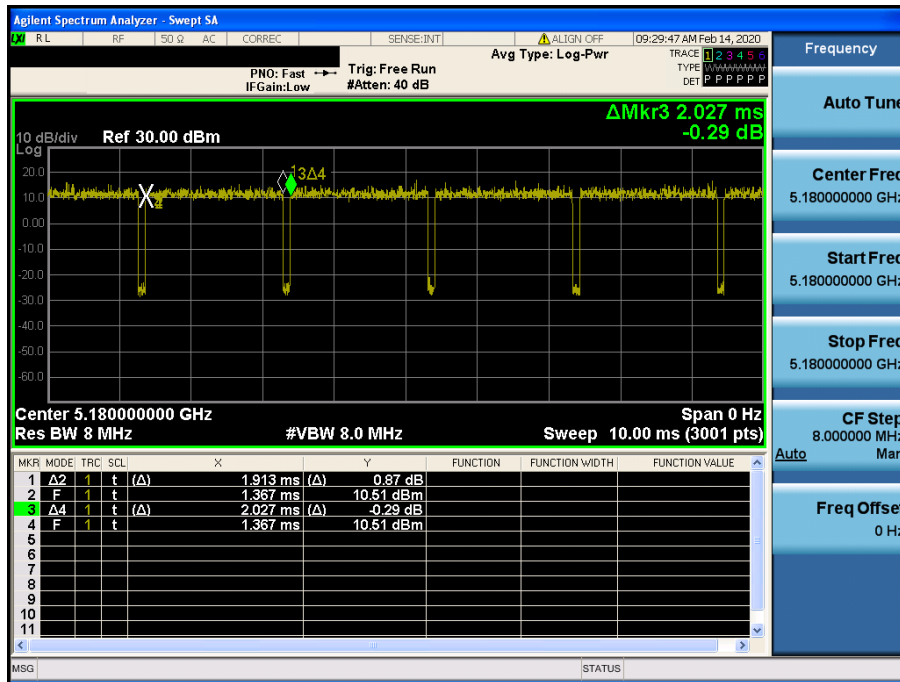 Agilent Spectrum Analyzer - Swept SA
LXI RL RF 50 Ω AC CORREC SENSE:INT ALIGN OFF 09:29:47 AM Feb 14, 2020
Avg Type: Log-Pwr TRACE 1 2 3 4 5 6
PNO: Fast Trig: Free Run TYPE WWWWWW
IFGain:Low #Atten: 40 dB DET P P P P P P
ΔMkr3 2.027 ms
10 dB/div Ref 30.00 dBm -0.29 dB
Log
20.0
10.0
0.00
-10.0
-20.0
-30.0
-40.0
-50.0
-60.0
3Δ4
Center 5.180000000 GHz Span 0 Hz
Res BW 8 MHz #VBW 8.0 MHz Sweep 10.00 ms (3001 pts)
MKR MODE TRC SCL X Y FUNCTION FUNCTION WIDTH FUNCTION VALUE
1 Δ2 1 t (Δ) 1.913 ms (Δ) 0.87 dB
2 F 1 t 1.367 ms 10.51 dBm
3 Δ4 1 t (Δ) 2.027 ms (Δ) -0.29 dB
4 F 1 t 1.367 ms 10.51 dBm
5
6
7
8
9
10
11
MSG STATUS
Frequency
Auto Tune
Center Freq
5.180000000 GHz
Start Freq
5.180000000 GHz
Stop Freq
5.180000000 GHz
CF Step
8.000000 MHz
Auto Man
Freq Offset
0 Hz